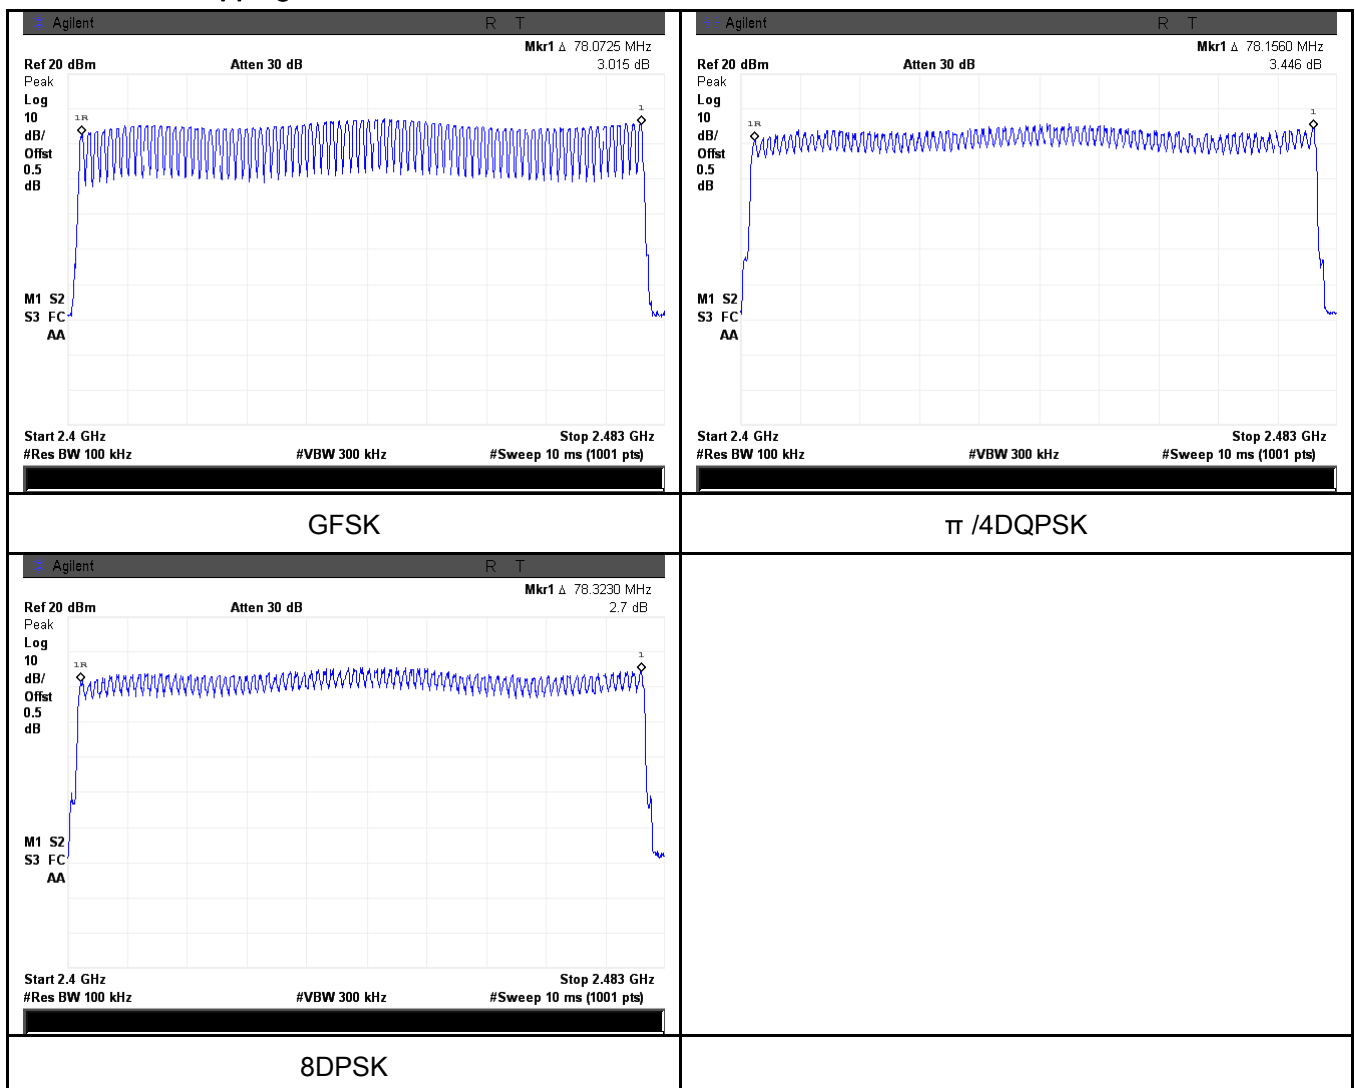 Agilent R T
Mkr1 Δ 78.0725 MHz
Ref 20 dBm Atten 30 dB 3.015 dB
Peak
Log
10
dB/
Offst
0.5
dB
1R
1
M1 S2
S3 FC
AA
Start 2.4 GHz Stop 2.483 GHz
#Res BW 100 kHz #VBW 300 kHz #Sweep 10 ms (1001 pts)
GFSK
Agilent R T
Mkr1 Δ 78.1560 MHz
Ref 20 dBm Atten 30 dB 3.446 dB
Peak
Log
10
dB/
Offst
0.5
dB
1R
1
M1 S2
S3 FC
AA
Start 2.4 GHz Stop 2.483 GHz
#Res BW 100 kHz #VBW 300 kHz #Sweep 10 ms (1001 pts)
π /4DQPSK
Agilent R T
Mkr1 Δ 78.3230 MHz
Ref 20 dBm Atten 30 dB 2.7 dB
Peak
Log
10
dB/
Offst
0.5
dB
1R
1
M1 S2
S3 FC
AA
Start 2.4 GHz Stop 2.483 GHz
#Res BW 100 kHz #VBW 300 kHz #Sweep 10 ms (1001 pts)
8DPSK